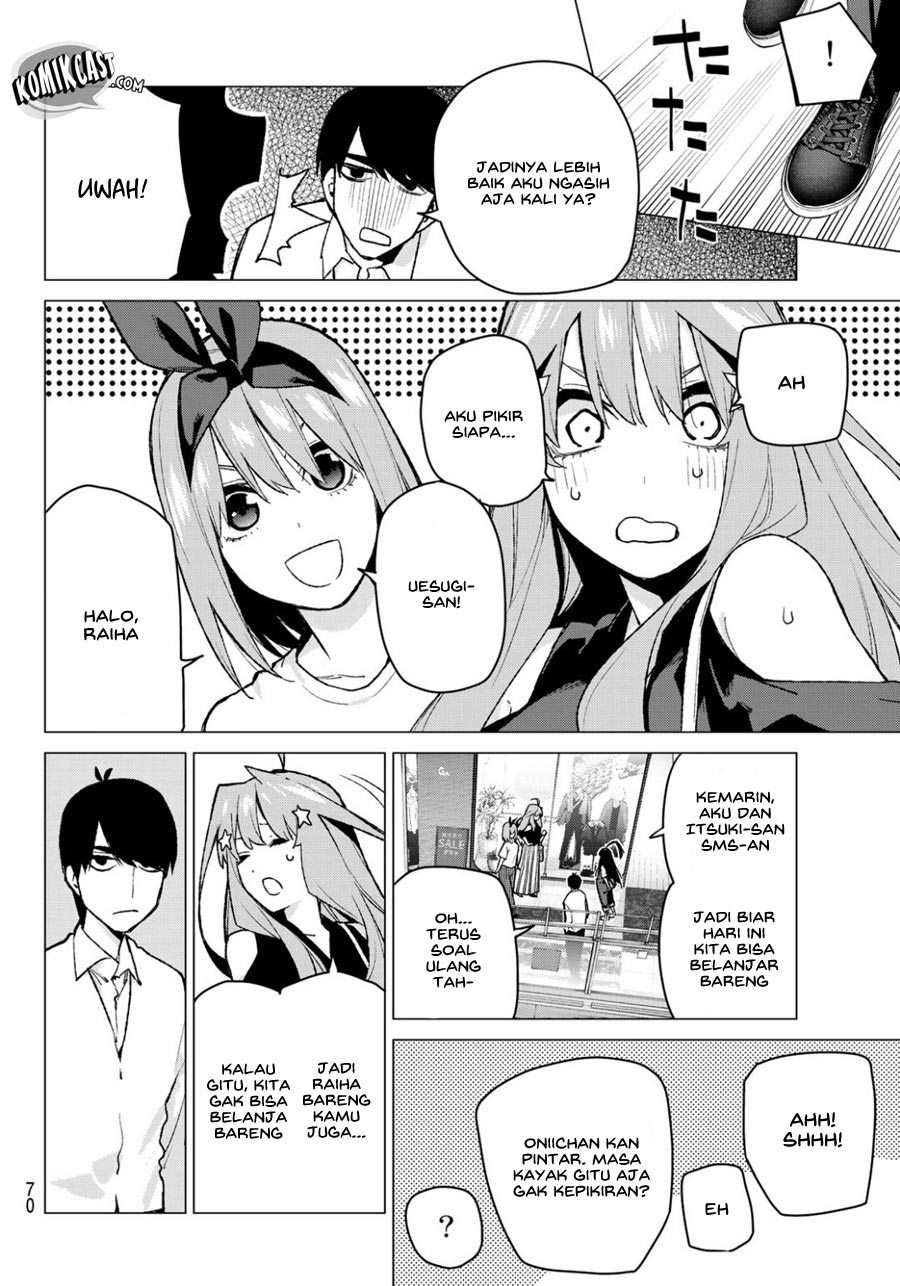 KOMIKCAST
.COM
!
たたた
JADINYA LEBIH
BAIK AKU NGASIH
AJA KALI YA?
UWAH!
AH
AKU PIKIR
SIAPA...
UESUGI-
SAN!
HALO,
RAIHA
KEMARIN,
AKU DAN
ITSUKI-SAN
SMS-AN
JADI BIAR
HARI INI
KITA BISA
BELANJAR
BARENG
SALE
OH...
TERUS
SOAL
ULANG
TAH-
JADI
RAIHA
BARENG
KAMU
JUGA...
KALAU
GITU, KITA
GAK BISA
BELANJA
BARENG
AHH!
SHHH!
EH
ONIICHAN KAN
PINTAR. MASA
KAYAK GITU AJA
GAK KEPIKIRAN?
?
70